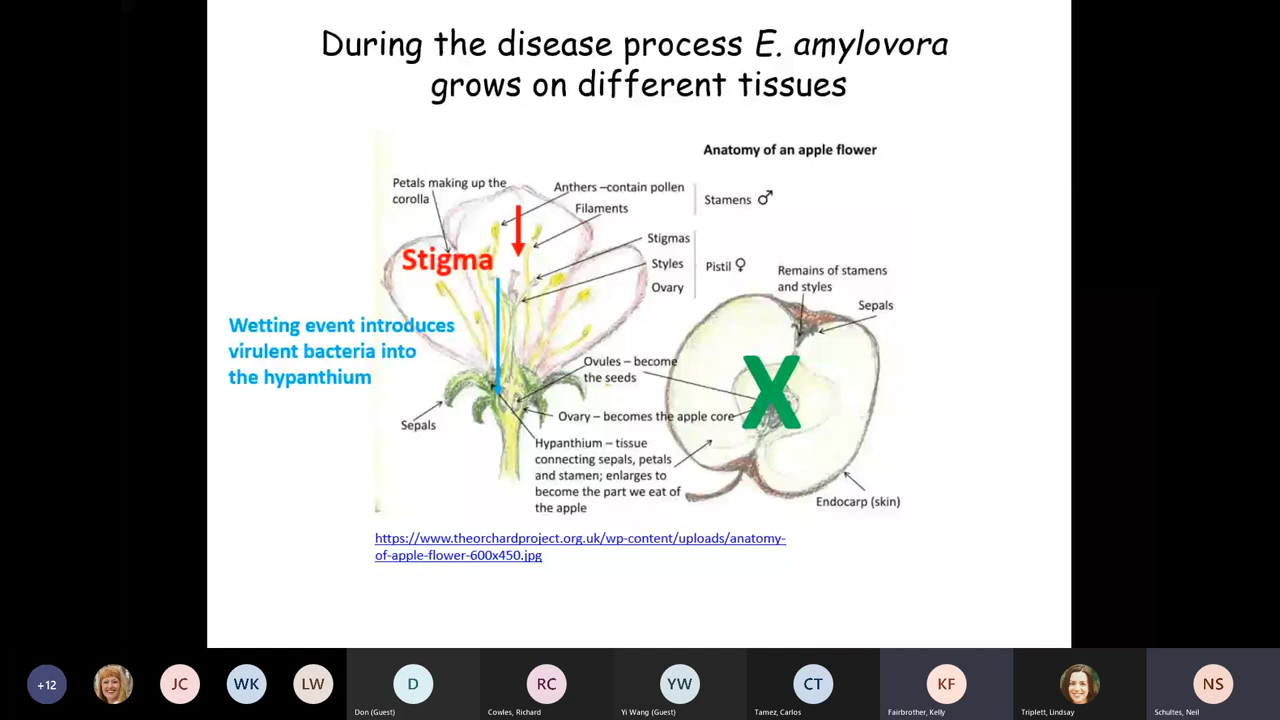 During the disease process E. amylovora
grows on different tissues
Anatomy of an apple flower
Petals making up the
corolla
Anthers –contain pollen
Filaments
Stamens ♂
Stigma
Stigmas
Styles
Ovary
Pistil ♀
Remains of stamens
and styles
Sepals
Wetting event introduces
virulent bacteria into
the hypanthium
Ovules – become
the seeds
X
Sepals
Ovary – becomes the apple core
Hypanthium – tissue
connecting sepals, petals
and stamen; enlarges to
become the part we eat of
the apple
Endocarp (skin)
https://www.theorchardproject.org.uk/wp-content/uploads/anatomy-
of-apple-flower-600x450.jpg
+12
JC
WK
LW
D
RC
YW
CT
KF
NS
Don (Guest)
Cowles, Richard
Yi Wang (Guest)
Tamez, Carlos
Fairbrother, Kelly
Triplett, Lindsay
Schultes, Neil